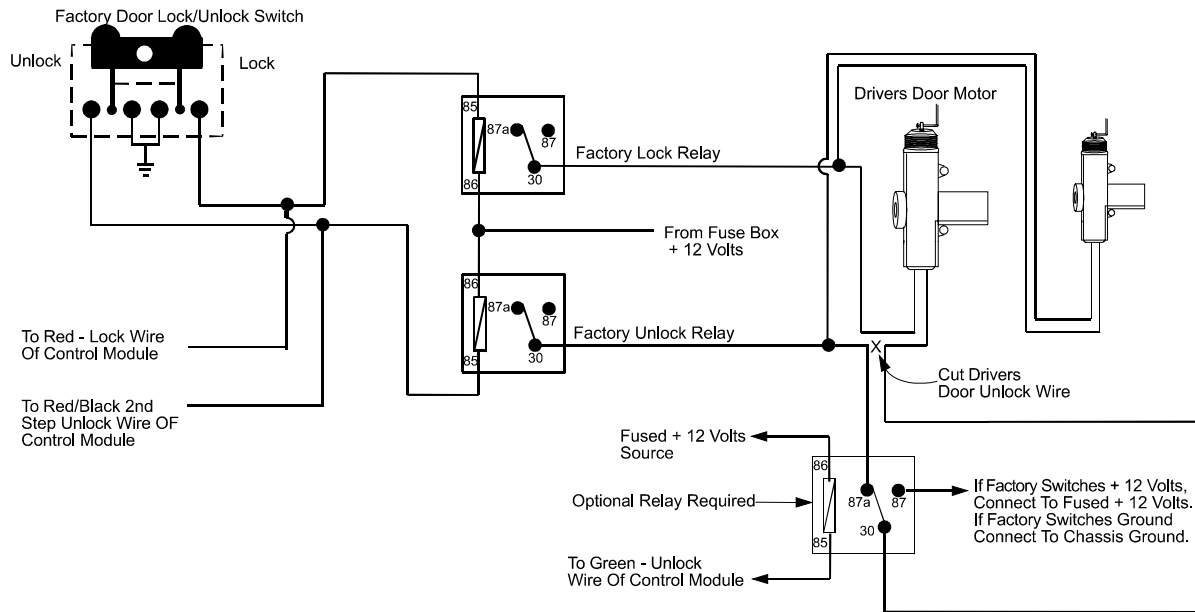 Factory Door Lock/Unlock Switch
Unlock
Lock
85
87a
87
30
86
Factory Lock Relay
Drivers Door Motor
From Fuse Box
+ 12 Volts
86
87a
87
30
85
Factory Unlock Relay
To Red - Lock Wire
Of Control Module
To Red/Black 2nd
Step Unlock Wire OF
Control Module
X
Cut Drivers
Door Unlock Wire
Fused + 12 Volts
Source
Optional Relay Required
86
87a
87
30
85
If Factory Switches + 12 Volts,
Connect To Fused + 12 Volts.
If Factory Switches Ground
Connect To Chassis Ground.
To Green - Unlock
Wire Of Control Module